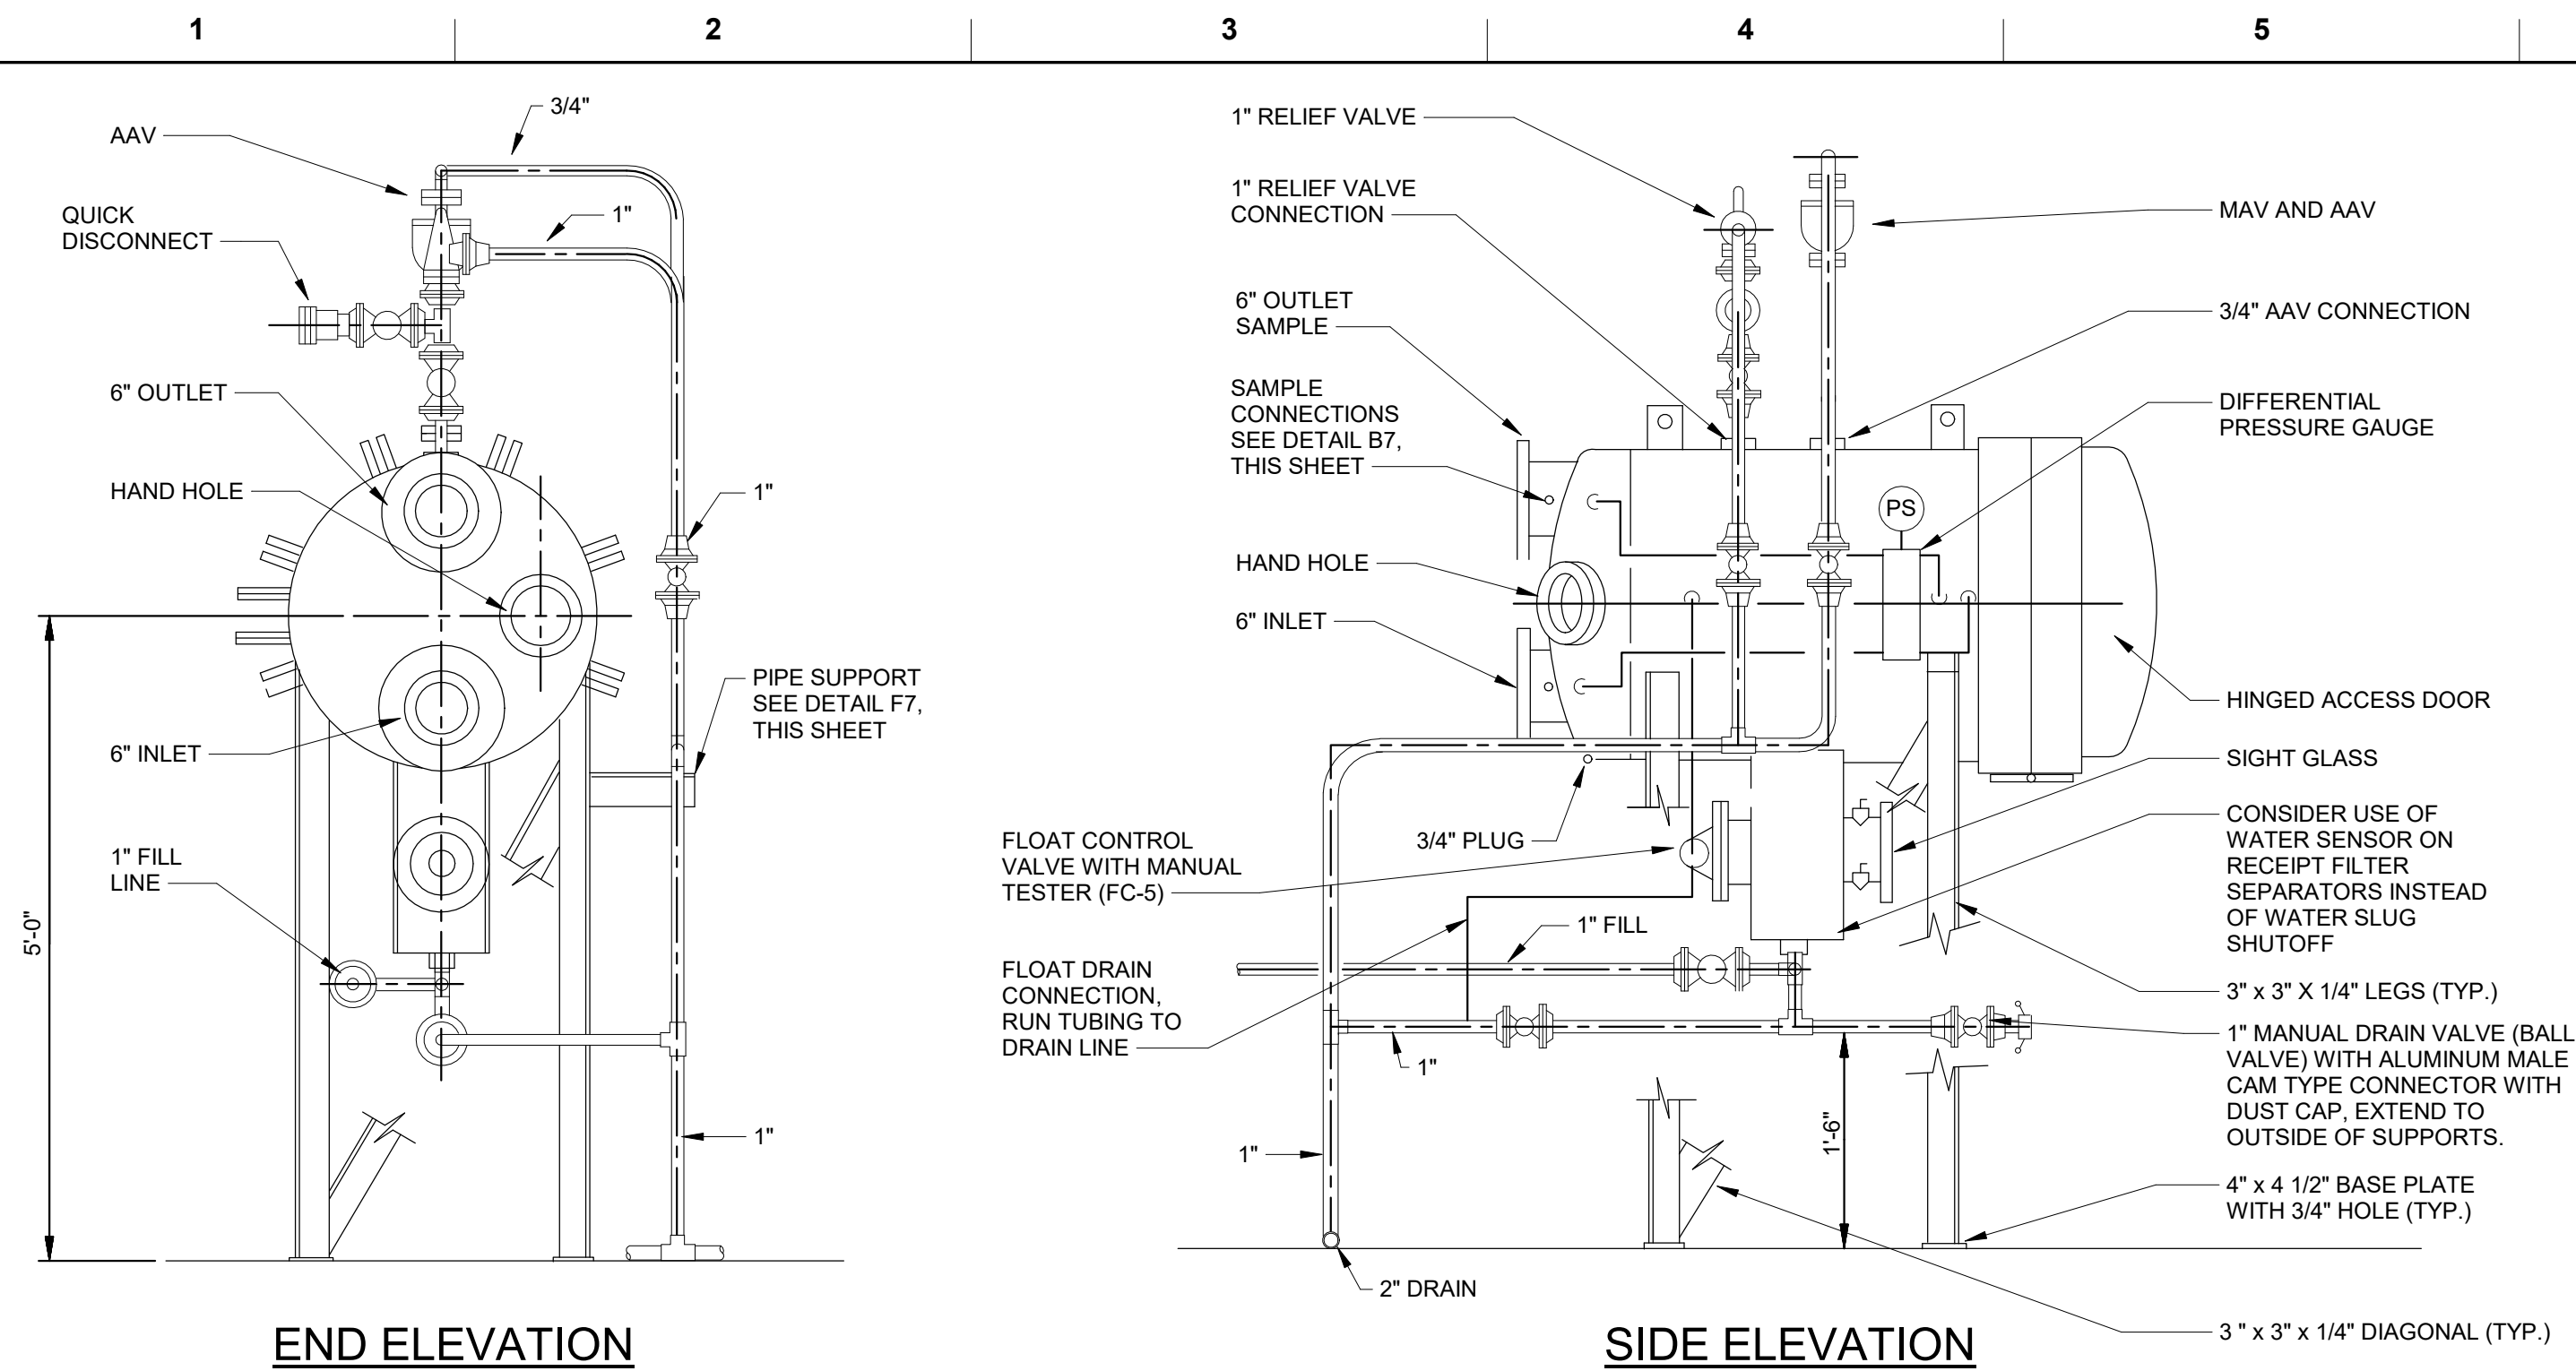 1
2
3
4
5
3/4"
AAV
QUICK
DISCONNECT
1"
6" OUTLET
HAND HOLE
1"
PIPE SUPPORT
SEE DETAIL F7,
THIS SHEET
6" INLET
1" FILL
LINE
5'-0"
1"
END ELEVATION
1" RELIEF VALVE
1" RELIEF VALVE
CONNECTION
6" OUTLET
SAMPLE
SAMPLE
CONNECTIONS
SEE DETAIL B7,
THIS SHEET
HAND HOLE
6" INLET
PS
FLOAT CONTROL
VALVE WITH MANUAL
TESTER (FC-5)
3/4" PLUG
1" FILL
FLOAT DRAIN
CONNECTION,
RUN TUBING TO
DRAIN LINE
1"
1"
1'-6"
2" DRAIN
MAV AND AAV
3/4" AAV CONNECTION
DIFFERENTIAL
PRESSURE GAUGE
HINGED ACCESS DOOR
SIGHT GLASS
CONSIDER USE OF
WATER SENSOR ON
RECEIPT FILTER
SEPARATORS INSTEAD
OF WATER SLUG
SHUTOFF
3" x 3" X 1/4" LEGS (TYP.)
1" MANUAL DRAIN VALVE (BALL
VALVE) WITH ALUMINUM MALE
CAM TYPE CONNECTOR WITH
DUST CAP, EXTEND TO
OUTSIDE OF SUPPORTS.
4" x 4 1/2" BASE PLATE
WITH 3/4" HOLE (TYP.)
3 " x 3" x 1/4" DIAGONAL (TYP.)
SIDE ELEVATION